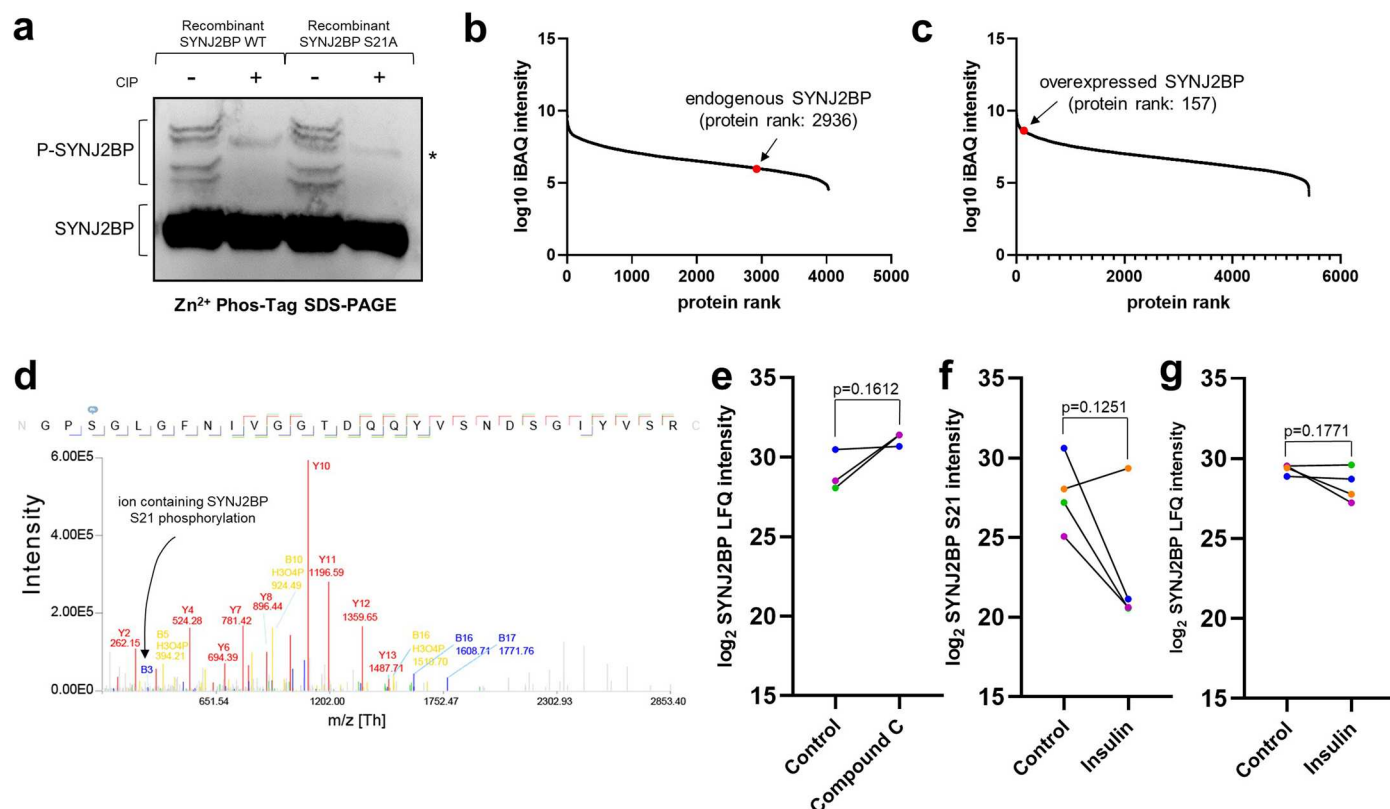 a
Recombinant
SYNJ2BP WT
Recombinant
SYNJ2BP S21A
CIP
-
+
-
+
P-SYNJ2BP
SYNJ2BP
*
Zn²⁺ Phos-Tag SDS-PAGE
b
log10 iBAQ intensity
15
10
5
0
endogenous SYNJ2BP
(protein rank: 2936)
0 1000 2000 3000 4000 5000
protein rank
c
log10 iBAQ intensity
15
10
5
0
overexpressed SYNJ2BP
(protein rank: 157)
0 2000 4000 6000
protein rank
d
N G P S G L G F N I V G G T D Q Q Y V S N D S G I Y V S R C
Intensity
6.00E5
4.00E5
2.00E5
0.00E0
ion containing SYNJ2BP
S21 phosphorylation
Y2
262.15
B3
B5
H3O4P
394.21
Y4
524.28
Y6
694.39
Y7
781.42
Y8
896.44
B10
H3O4P
924.49
Y10
Y11
1196.59
Y12
1359.65
Y13
1487.71
B16
H3O4P
1510.70
B16
1608.71
B17
1771.76
651.54 1202.00 1752.47 2302.93 2853.40
m/z [Th]
e
log₂ SYNJ2BP LFQ intensity
35
30
25
20
15
p=0.1612
Control
Compound C
f
log₂ SYNJ2BP S21 intensity
35
30
25
20
15
p=0.1251
Control
Insulin
g
log₂ SYNJ2BP LFQ intensity
35
30
25
20
15
p=0.1771
Control
Insulin